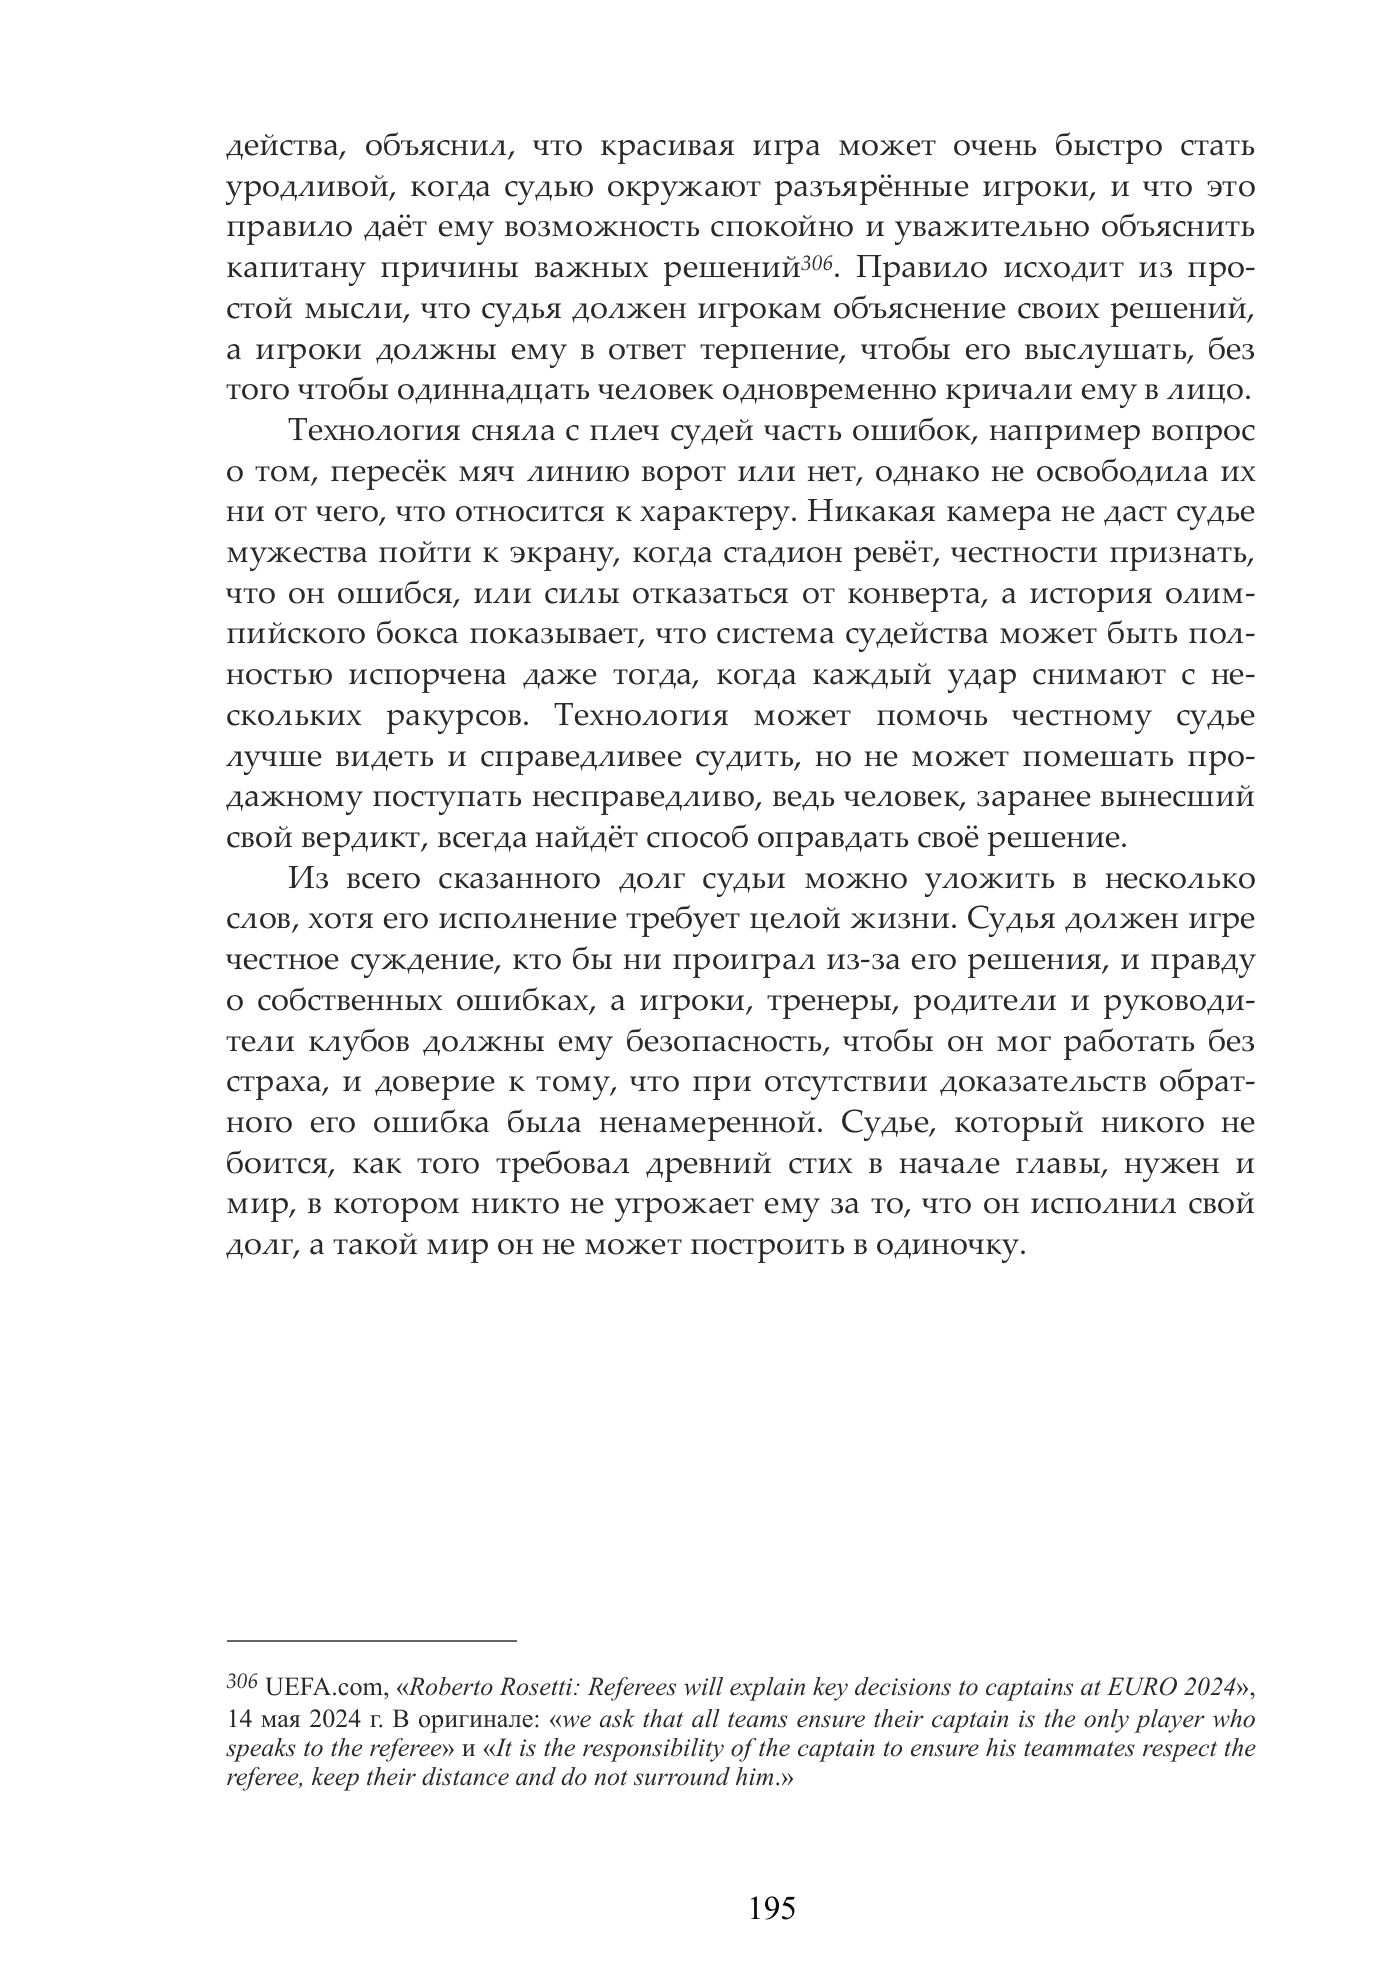 действа, объяснил, что красивая игра может очень быстро стать
уродливой, когда судью окружают разъярённые игроки, и что это
правило даёт ему возможность спокойно и уважительно объяснить
капитану причины важных решений306. Правило исходит из про-
стой мысли, что судья должен игрокам объяснение своих решений,
а игроки должны ему в ответ терпение, чтобы его выслушать, без
того чтобы одиннадцать человек одновременно кричали ему в лицо.
Технология сняла с плеч судей часть ошибок, например вопрос
о том, пересёк мяч линию ворот или нет, однако не освободила их
ни от чего, что относится к характеру. Никакая камера не даст судье
мужества пойти к экрану, когда стадион ревёт, честности признать,
что он ошибся, или силы отказаться от конверта, а история олим-
пийского бокса показывает, что система судейства может быть пол-
ностью испорчена даже тогда, когда каждый удар снимают с не-
скольких ракурсов. Технология может помочь честному судье
лучше видеть и справедливее судить, но не может помешать про-
дажному поступать несправедливо, ведь человек, заранее вынесший
свой вердикт, всегда найдёт способ оправдать своё решение.
Из всего сказанного долг судьи можно уложить в несколько
слов, хотя его исполнение требует целой жизни. Судья должен игре
честное суждение, кто бы ни проиграл из-за его решения, и правду
о собственных ошибках, а игроки, тренеры, родители и руководи-
тели клубов должны ему безопасность, чтобы он мог работать без
страха, и доверие к тому, что при отсутствии доказательств обрат-
ного его ошибка была ненамеренной. Судье, который никого не
боится, как того требовал древний стих в начале главы, нужен и
мир, в котором никто не угрожает ему за то, что он исполнил свой
долг, а такой мир он не может построить в одиночку.
306 UEFA.com, «Roberto Rosetti: Referees will explain key decisions to captains at EURO 2024»,
14 мая 2024 г. В оригинале: «we ask that all teams ensure their captain is the only player who
speaks to the referee» и «It is the responsibility of the captain to ensure his teammates respect the
referee, keep their distance and do not surround him.»
195